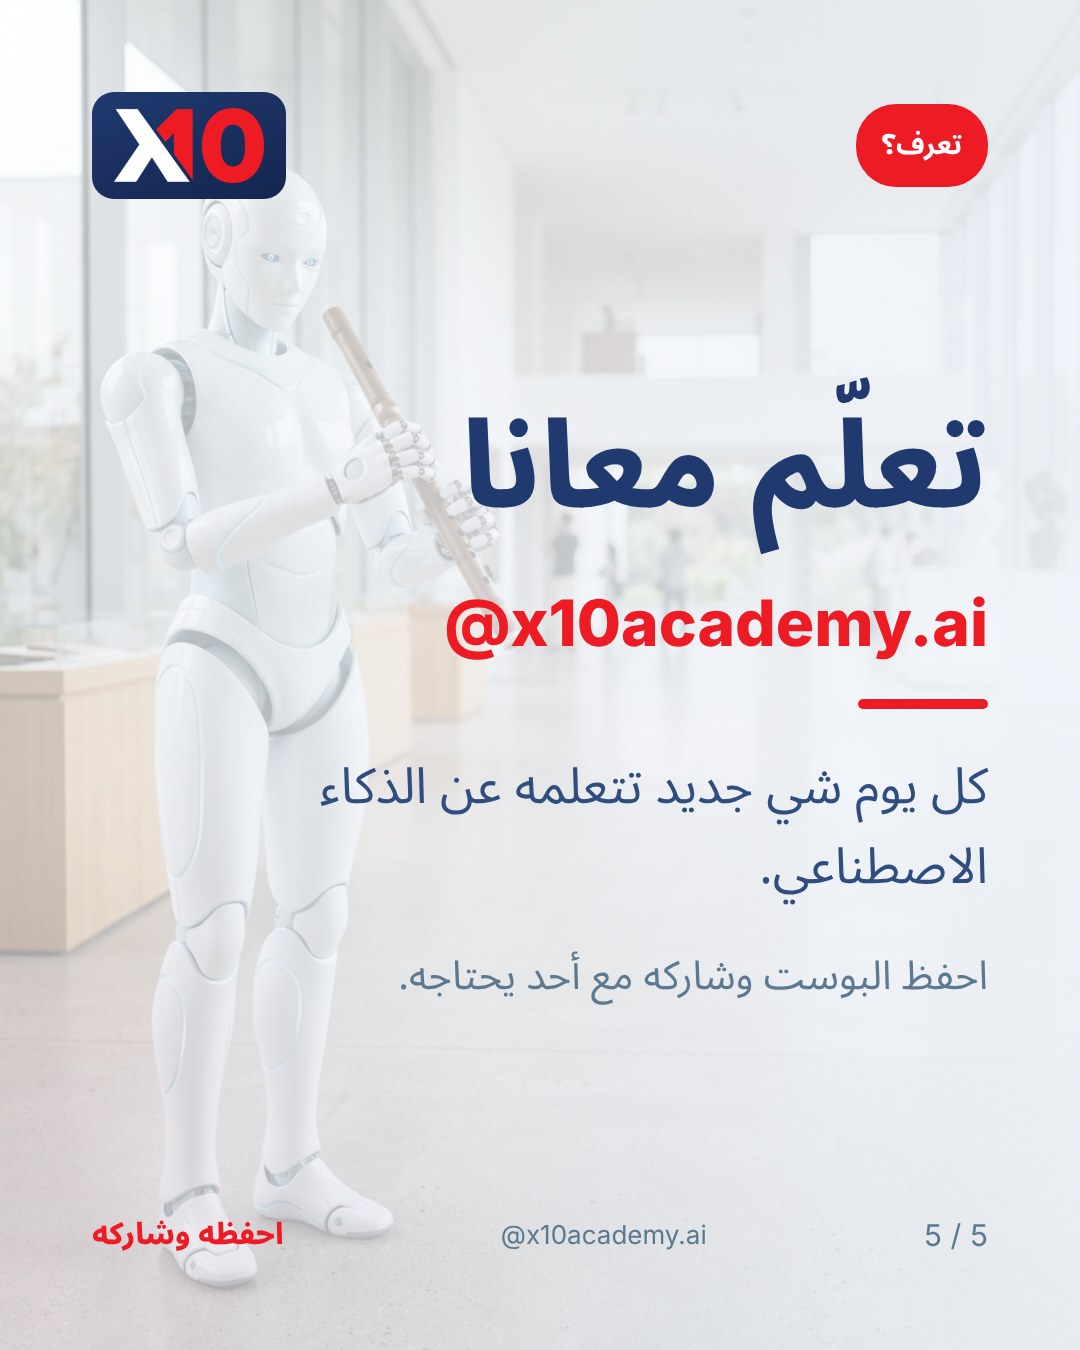 X10
تعرف؟
تعلّم معانا
@x10academy.ai
كل يوم شي جديد تتعلمه عن الذكاء
الاصطناعي.
احفظ البوست وشاركه مع أحد يحتاجه.
احفظه وشاركه
@x10academy.ai
5 / 5